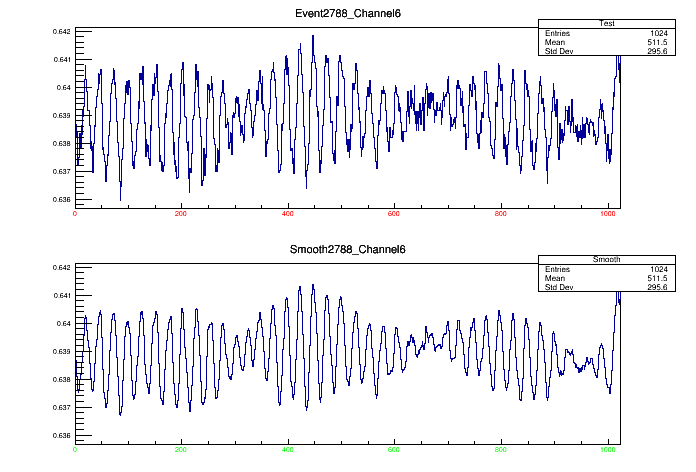 Event2788_Channel6
Test
Entries 1024
Mean 511.5
Std Dev 295.6
0.642
0.641
0.64
0.639
0.638
0.637
0.636
0 200 400 600 800 1000
Smooth2788_Channel6
Smooth
Entries 1024
Mean 511.5
Std Dev 295.6
0.642
0.641
0.64
0.639
0.638
0.637
0.636
0 200 400 600 800 1000